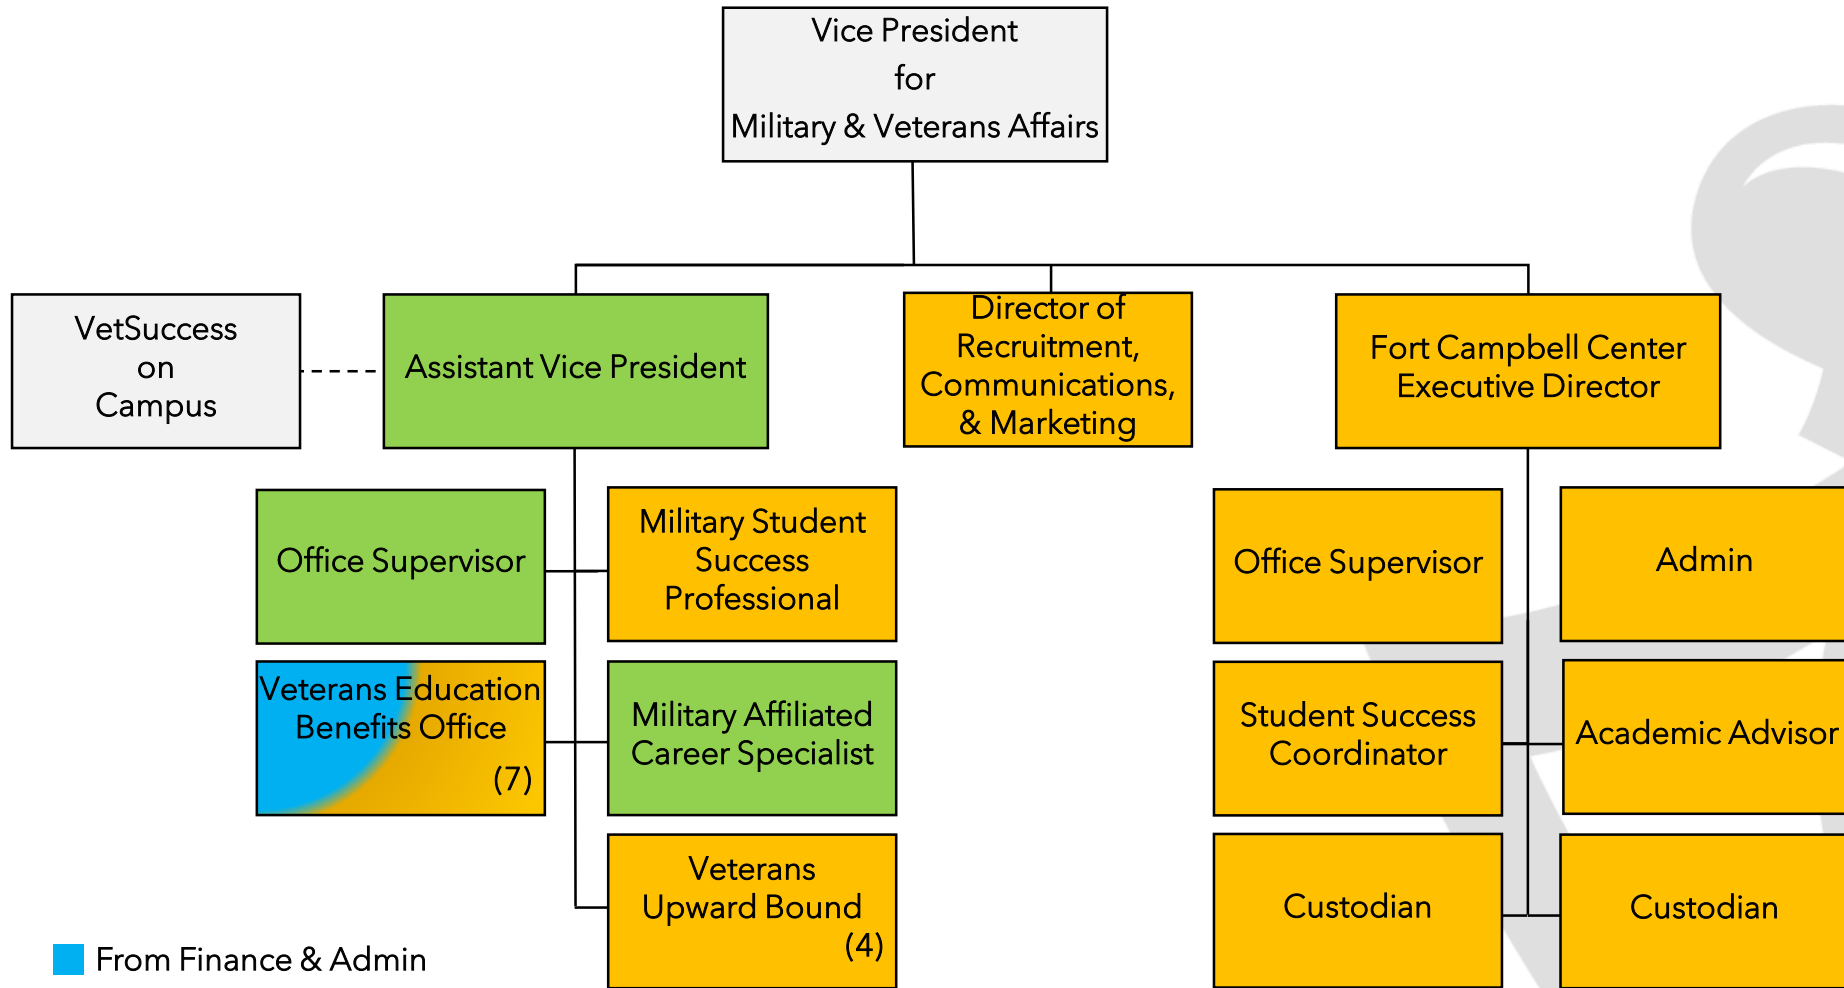 Vice President
for
Military & Veterans Affairs
VetSuccess
on
Campus
Assistant Vice President
Director of
Recruitment,
Communications,
& Marketing
Fort Campbell Center
Executive Director
Office Supervisor
Military Student
Success
Professional
Office Supervisor
Admin
Veterans Education
Benefits Office
(7)
Military Affiliated
Career Specialist
Student Success
Coordinator
Academic Advisor
Veterans
Upward Bound
(4)
Custodian
Custodian
From Finance & Admin